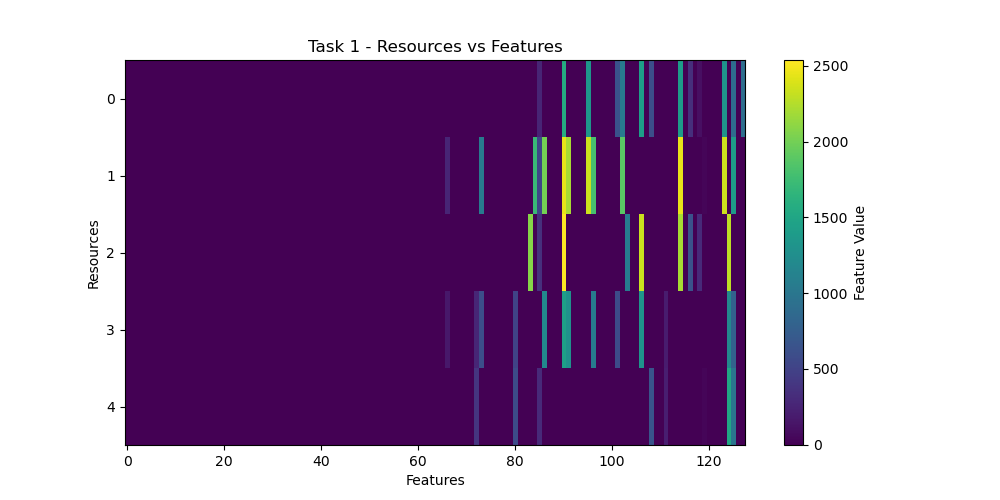 Task 1 - Resources vs Features
Resources
0
1
2
3
4
0 20 40 60 80 100 120
Features
2500
2000
1500
1000
500
0
Feature Value